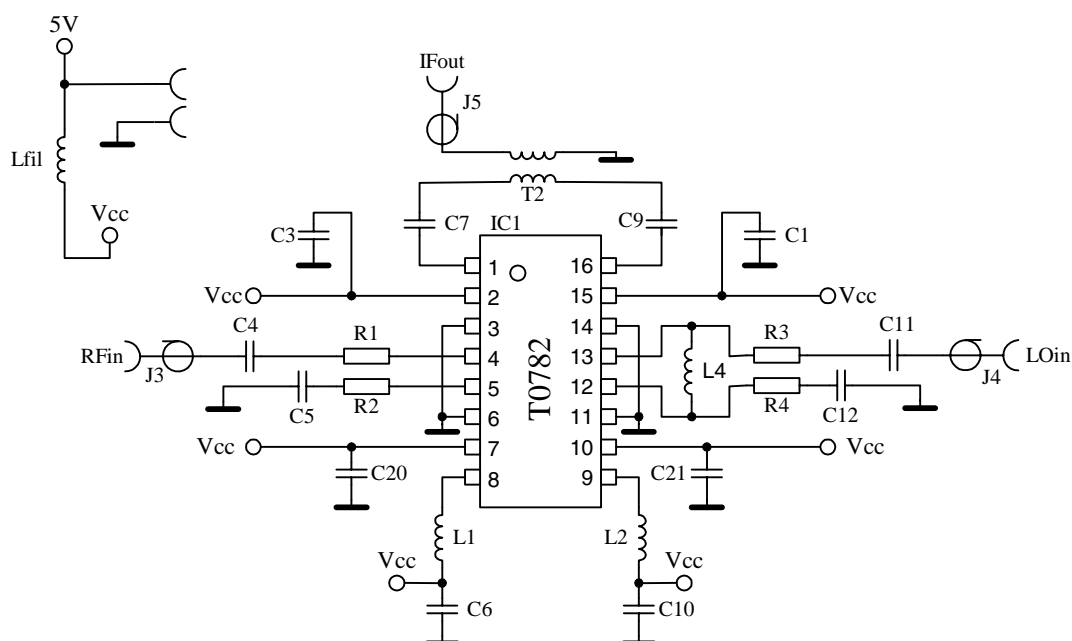 5V
Lfil
Vcc
IFout
J5
T2
C7
C9
IC1
C3
C1
T0782
1
2
3
4
5
6
7
8
16
15
14
13
12
11
10
9
Vcc
Vcc
RFin
J3
C4
R1
C5
R2
L4
R3
C11
J4
LOin
R4
C12
Vcc
C20
C21
Vcc
L1
L2
Vcc
Vcc
C6
C10